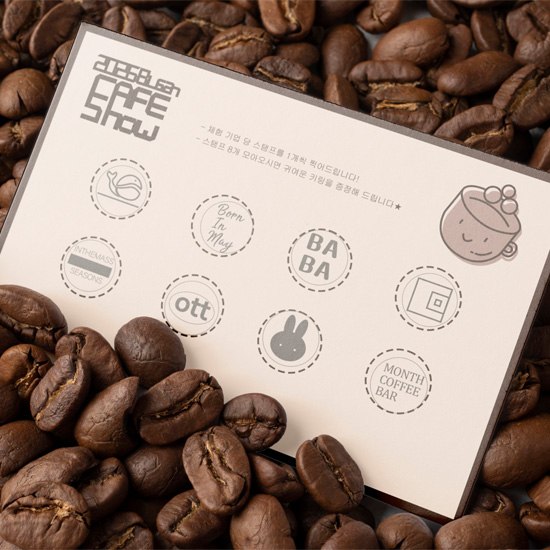 2026Busan
CAFE
Show
- 체험 기업 당 스탬프를 1개씩 찍어드립니다!
- 스탬프 8개 모아오시면 귀여운 키링을 증정해 드립니다★
Born
In
May
BA
BA
INTHEMASS
SEASONS
ott
MONTH
COFFEE
BAR